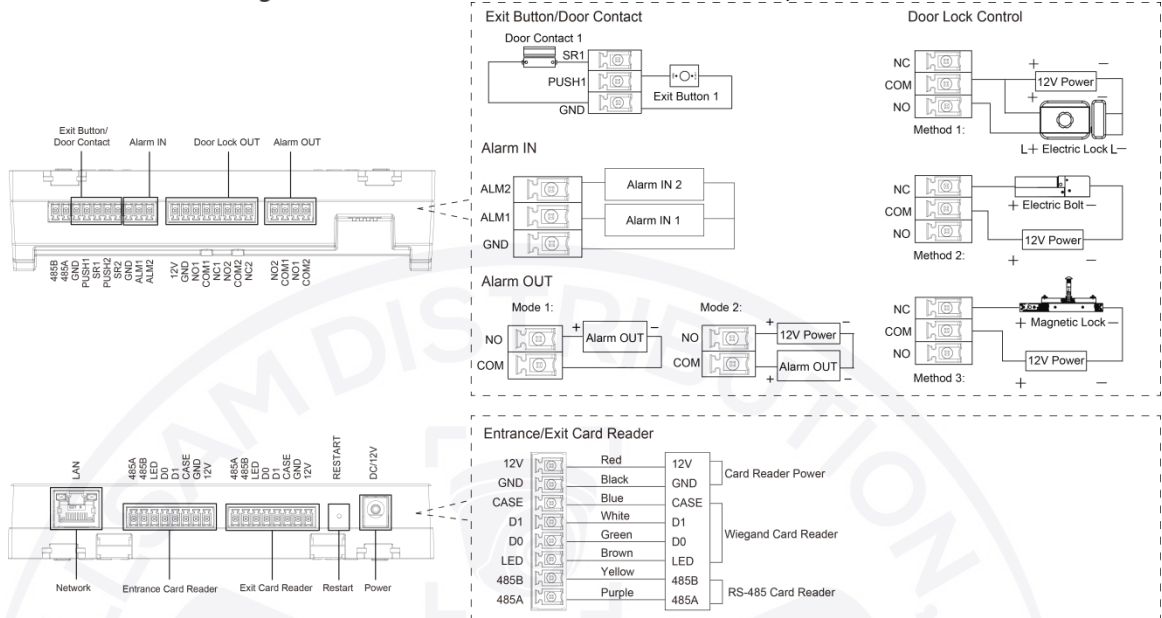 Exit Button/Door Contact
Door Contact 1
SR1
PUSH1
GND
Exit Button 1
Door Lock Control
NC
COM
NO
+ −
12V Power
+ −
Method 1:
L+ Electric Lock L−
NC
COM
NO
+ Electric Bolt −
12V Power
Method 2:
+ −
NC
COM
NO
+ Magnetic Lock −
12V Power
Method 3:
+ −
Exit Button/
Door Contact
Alarm IN
Door Lock OUT
Alarm OUT
485B
485A
GND
PUSH1
SR1
PUSH2
SR2
GND
ALM1
ALM2
12V
GND
NO1
COM1
NC1
NO2
COM2
NC2
NO2
COM1
NO1
COM2
Alarm IN
ALM2
ALM1
GND
Alarm IN 2
Alarm IN 1
Alarm OUT
Mode 1:
NO
COM
+ −
Alarm OUT
Mode 2:
NO
COM
+ −
12V Power
Alarm OUT
+ −
LAN
485A
485B
LED
D0
D1
CASE
GND
12V
485A
485B
LED
D0
D1
CASE
GND
12V
RESTART
DC/12V
Network
Entrance Card Reader
Exit Card Reader
Restart
Power
Entrance/Exit Card Reader
12V Red 12V
GND Black GND
CASE Blue CASE
D1 White D1
D0 Green D0
LED Brown LED
485B Yellow 485B
485A Purple 485A
Card Reader Power
Wiegand Card Reader
RS-485 Card Reader